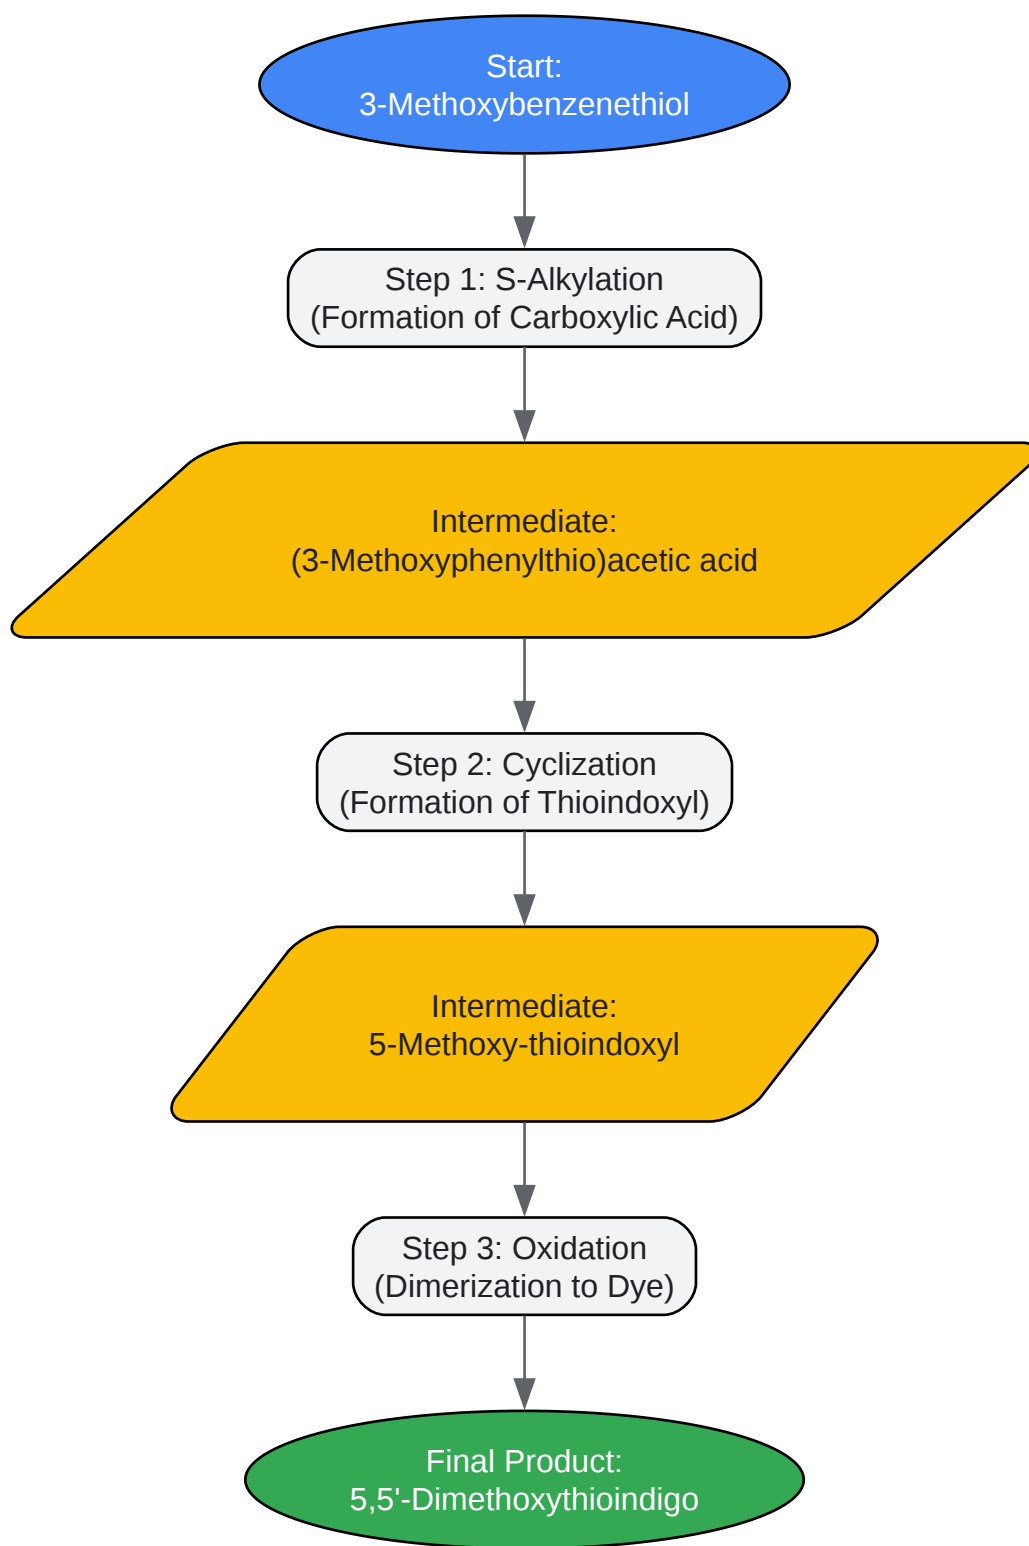 Start:
3-Methoxybenzenethiol
Step 1: S-Alkylation
(Formation of Carboxylic Acid)
Intermediate:
(3-Methoxyphenylthio)acetic acid
Step 2: Cyclization
(Formation of Thioindoxyl)
Intermediate:
5-Methoxy-thioindoxyl
Step 3: Oxidation
(Dimerization to Dye)
Final Product:
5,5'-Dimethoxythioindigo